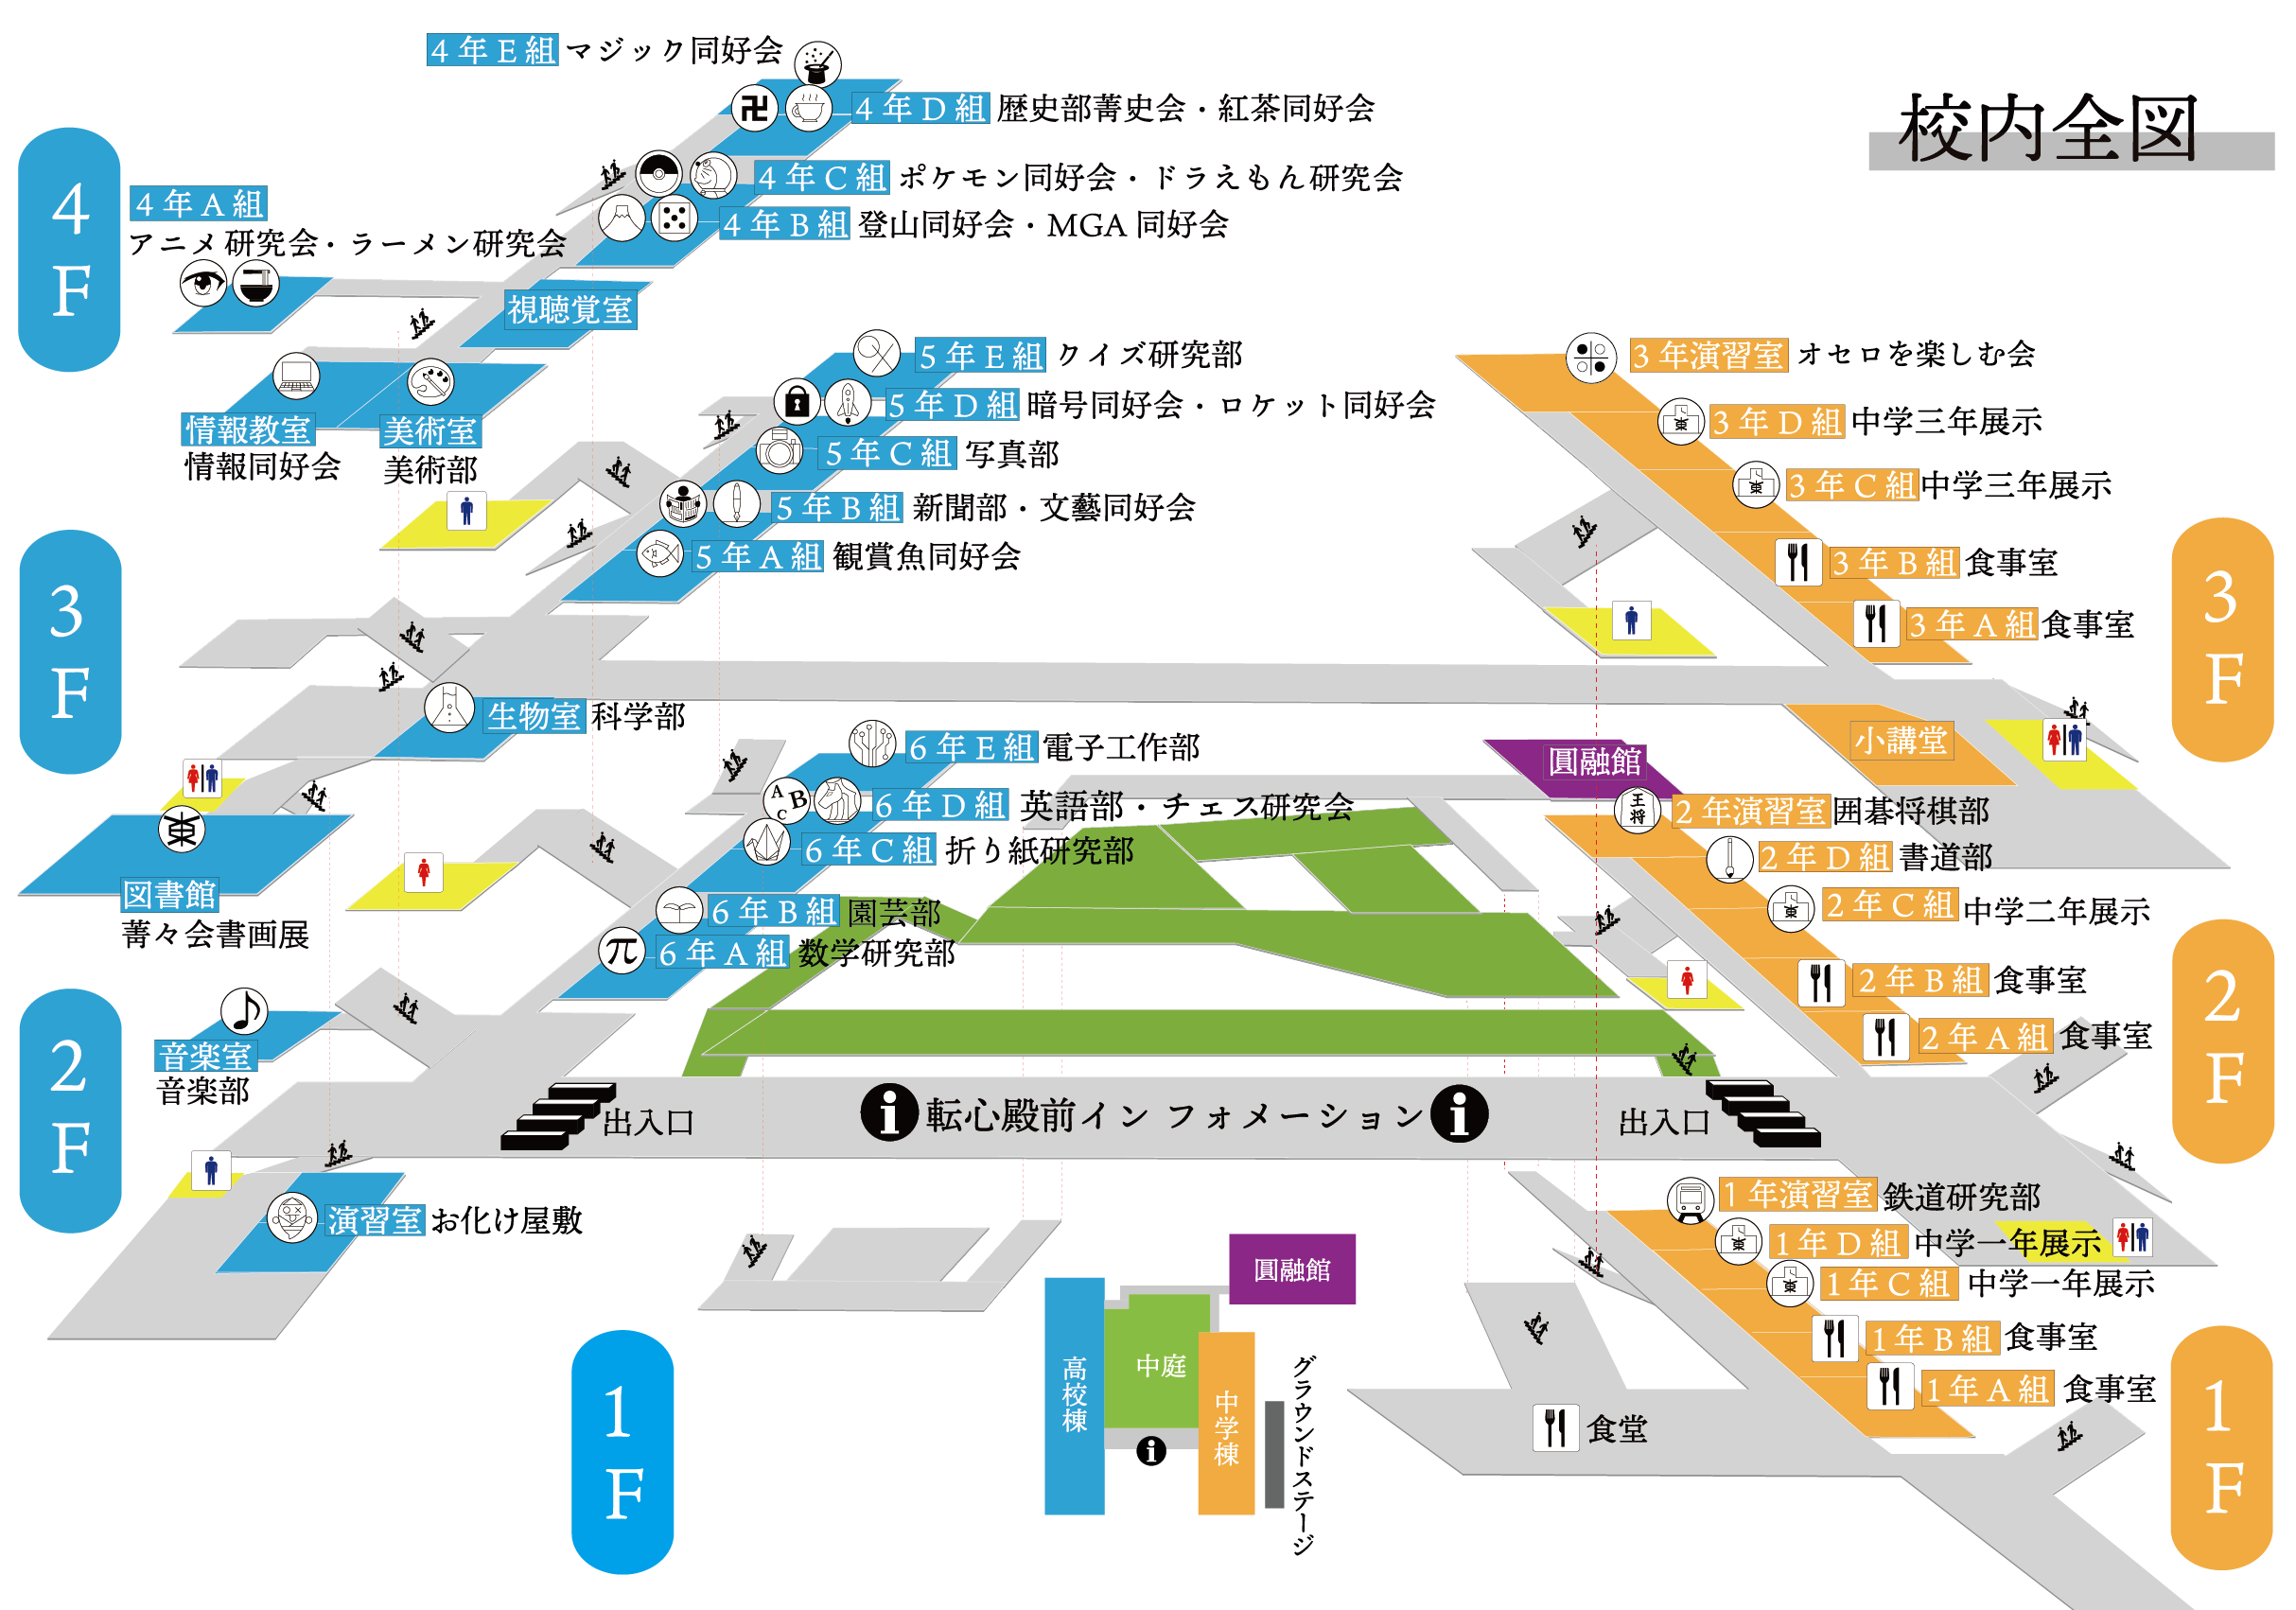 校内全図
4F
4年E組 マジック同好会
4年D組 歴史部菁史会・紅茶同好会
4年C組 ポケモン同好会・ドラえもん研究会
4年B組 登山同好会・MGA同好会
4年A組
アニメ研究会・ラーメン研究会
視聴覚室
情報教室
情報同好会
美術室
美術部
3F
5年E組 クイズ研究部
5年D組 暗号同好会・ロケット同好会
5年C組 写真部
5年B組 新聞部・文藝同好会
5年A組 観賞魚同好会
生物室 科学部
図書館
菁々会書画展
東
3F
3年演習室 オセロを楽しむ会
3年D組 中学三年展示
東
3年C組 中学三年展示
東
3年B組 食事室
3年A組 食事室
小講堂
2F
6年E組 電子工作部
6年D組 英語部・チェス研究会
A B C
6年C組 折り紙研究部
6年B組 園芸部
6年A組 数学研究部
π
音楽室
音楽部
演習室 お化け屋敷
圓融館
2F
王将
2年演習室 囲碁将棋部
2年D組 書道部
2年C組 中学二年展示
東
2年B組 食事室
2年A組 食事室
出入口
i 転心殿前インフォメーション i
出入口
1F
1F
1年演習室 鉄道研究部
1年D組 中学一年展示
東
1年C組 中学一年展示
東
1年B組 食事室
1年A組 食事室
食堂
圓融館
高校棟
中庭
中学棟
i
グラウンドステージ